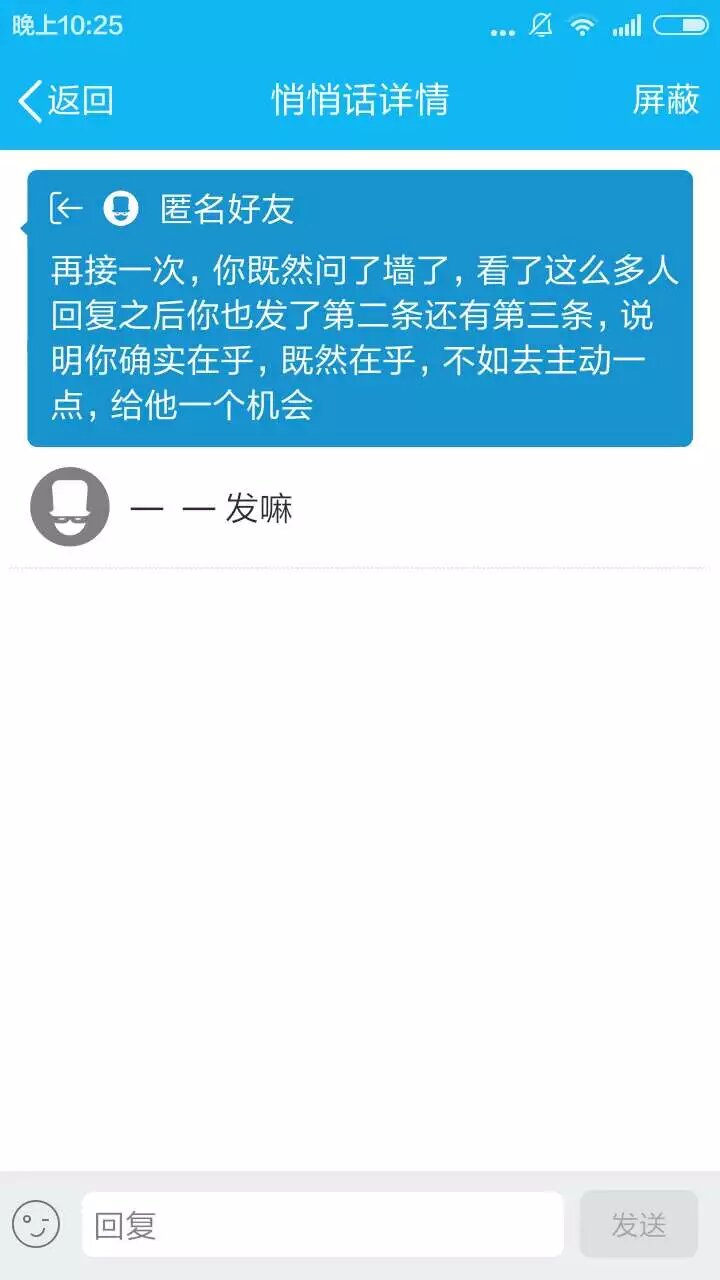 晚上10:25
返回 悄悄话详情 屏蔽
匿名好友
再接一次，你既然问了墙了，看了这么多人
回复之后你也发了第二条还有第三条，说
明你确实在乎，既然在乎，不如去主动一
点，给他一个机会
一 一 发嘛
回复 发送